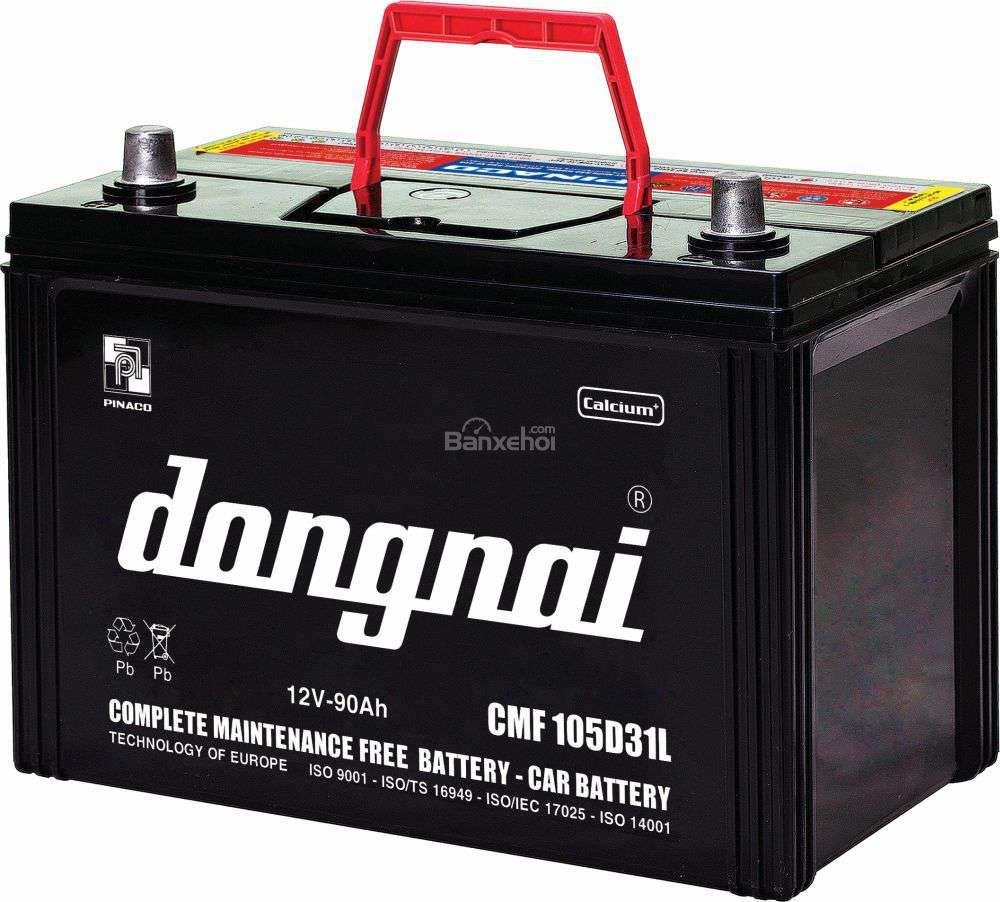 PINACO
PINACO
Calcium+
Banxehoi.com
dongnai ®
Pb Pb
12V-90Ah
CMF 105D31L
COMPLETE MAINTENANCE FREE BATTERY - CAR BATTERY
TECHNOLOGY OF EUROPE
ISO 9001 - ISO/TS 16949 - ISO/IEC 17025 - ISO 14001